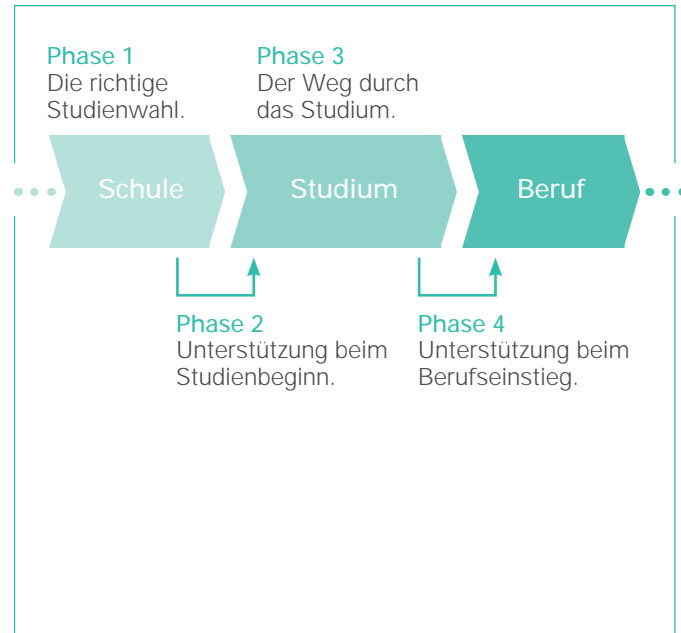 Phase 1
Die richtige
Studienwahl.
Phase 3
Der Weg durch
das Studium.
Schule
Studium
Beruf
Phase 2
Unterstützung beim
Studienbeginn.
Phase 4
Unterstützung beim
Berufseinstieg.